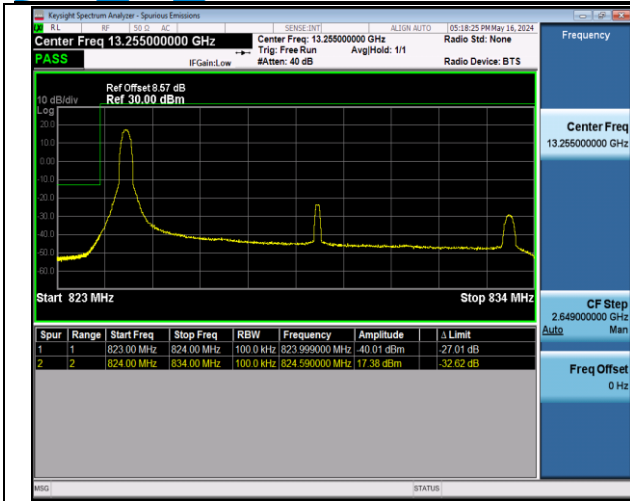 Keysight Spectrum Analyzer - Spurious Emissions
RL RF 50 Ω AC SENSE:INT ALIGN AUTO 05:18:25 PM May 16, 2024
Center Freq 13.255000000 GHz
Center Freq: 13.255000000 GHz
Radio Std: None
Trig: Free Run Avg|Hold: 1/1
PASS
IFGain:Low
#Atten: 40 dB
Radio Device: BTS
Ref Offset 8.57 dB
10 dB/div Ref 30.00 dBm
Log
20.0
10.0
0.00
-10.0
-20.0
-30.0
-40.0
-50.0
-60.0
Start 823 MHz Stop 834 MHz
Spur Range Start Freq Stop Freq RBW Frequency Amplitude Δ Limit
1 1 823.00 MHz 824.00 MHz 100.0 kHz 823.999000 MHz -40.01 dBm -27.01 dB
2 2 824.00 MHz 834.00 MHz 100.0 kHz 824.590000 MHz 17.38 dBm -32.62 dB
MSG STATUS
Frequency
Center Freq
13.255000000 GHz
CF Step
2.649000000 GHz
Auto Man
Freq Offset
0 Hz